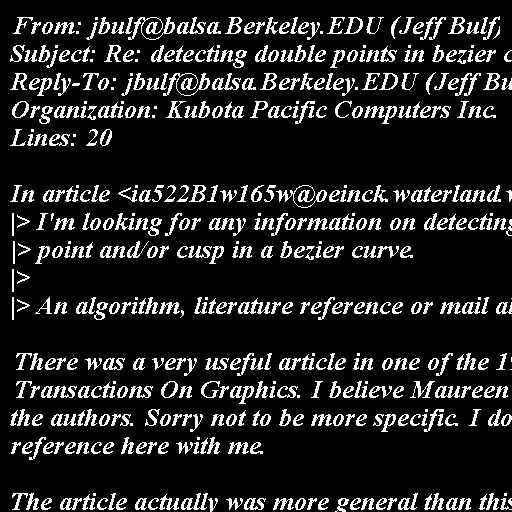 From: jbulf@balsa.Berkeley.EDU (Jeff Bulf)
Subject: Re: detecting double points in bezier c
Reply-To: jbulf@balsa.Berkeley.EDU (Jeff Bu
Organization: Kubota Pacific Computers Inc.
Lines: 20

In article <ia522B1w165w@oeinck.waterland.w
|> I'm looking for any information on detecting
|> point and/or cusp in a bezier curve.
|>
|> An algorithm, literature reference or mail a

There was a very useful article in one of the 19
Transactions On Graphics. I believe Maureen
the authors. Sorry not to be more specific. I do
reference here with me.

The article actually was more general than this